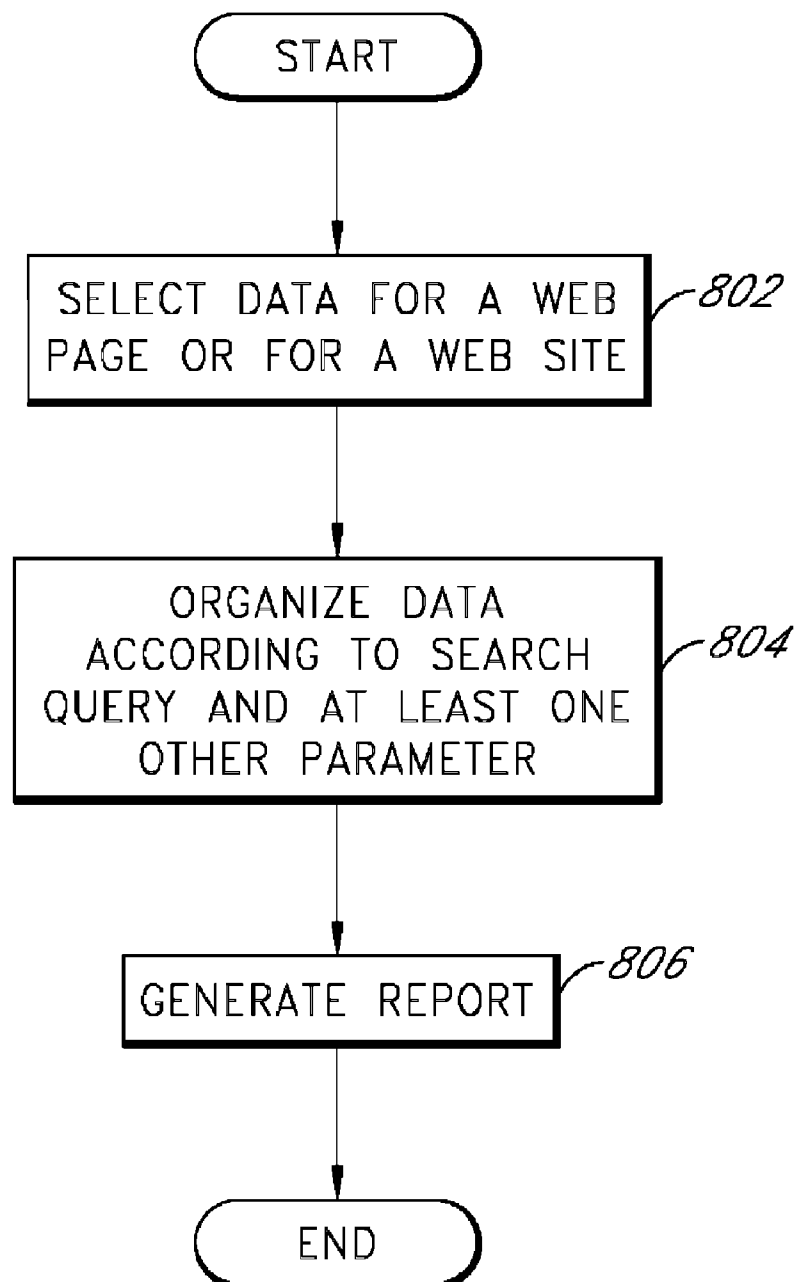 START
SELECT DATA FOR A WEB
PAGE OR FOR A WEB SITE
802
ORGANIZE DATA
ACCORDING TO SEARCH
QUERY AND AT LEAST ONE
OTHER PARAMETER
804
GENERATE REPORT
806
END